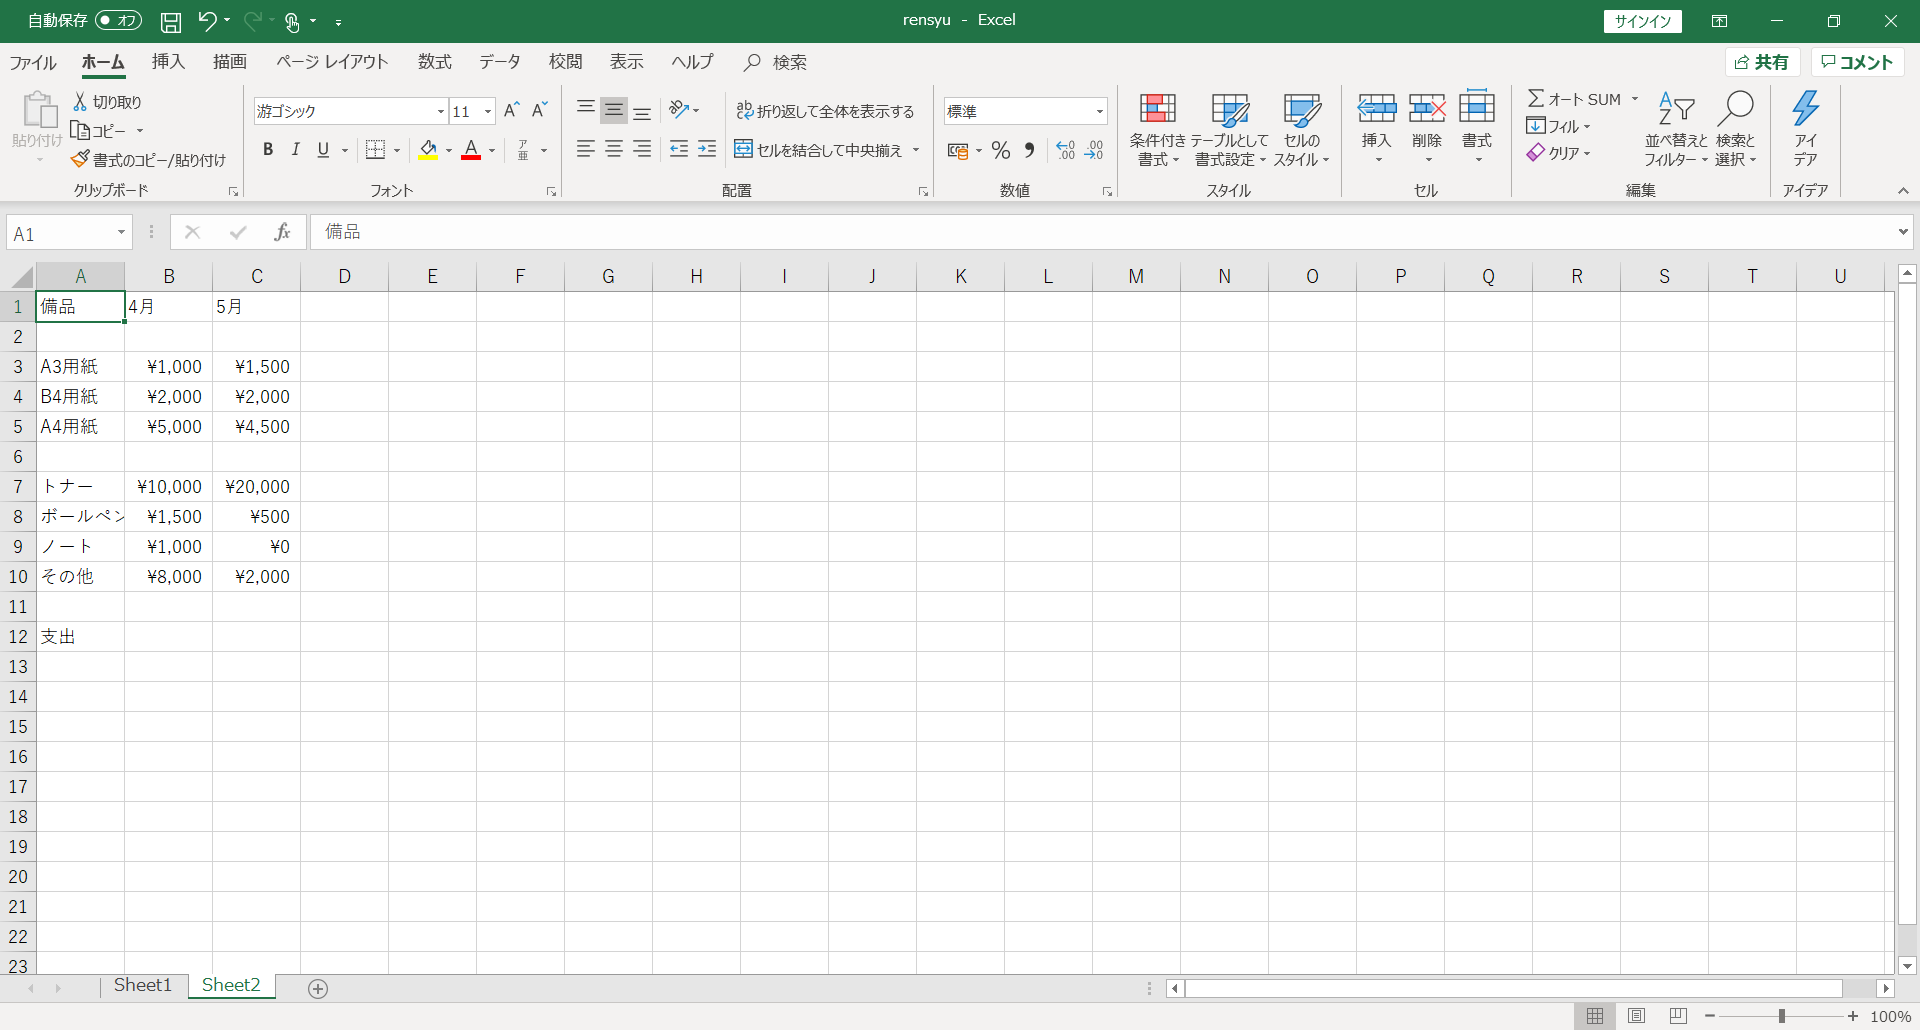 自動保存 オフ rensyu - Excel サインイン
ファイル ホーム 挿入 描画 ページ レイアウト 数式 データ 校閲 表示 ヘルプ 検索 共有 コメント
貼り付け 切り取り コピー 書式のコピー/貼り付け クリップボード
游ゴシック 11 A A B I U A ア 亜 フォント
ab 折り返して全体を表示する セルを結合して中央揃え 配置
標準 % 数値
条件付き 書式 テーブルとして 書式設定 セルの スタイル スタイル
挿入 削除 書式 セル
オート SUM フィル クリア 並べ替えと フィルター 検索と 選択 編集
アイ デア アイデア
A1 fx 備品
A B C D E F G H I J K L M N O P Q R S T U
1 備品 4月 5月
2
3 A3用紙 ¥1,000 ¥1,500
4 B4用紙 ¥2,000 ¥2,000
5 A4用紙 ¥5,000 ¥4,500
6
7 トナー ¥10,000 ¥20,000
8 ボールペン ¥1,500 ¥500
9 ノート ¥1,000 ¥0
10 その他 ¥8,000 ¥2,000
11
12 支出
13
14
15
16
17
18
19
20
21
22
23
Sheet1 Sheet2
100%